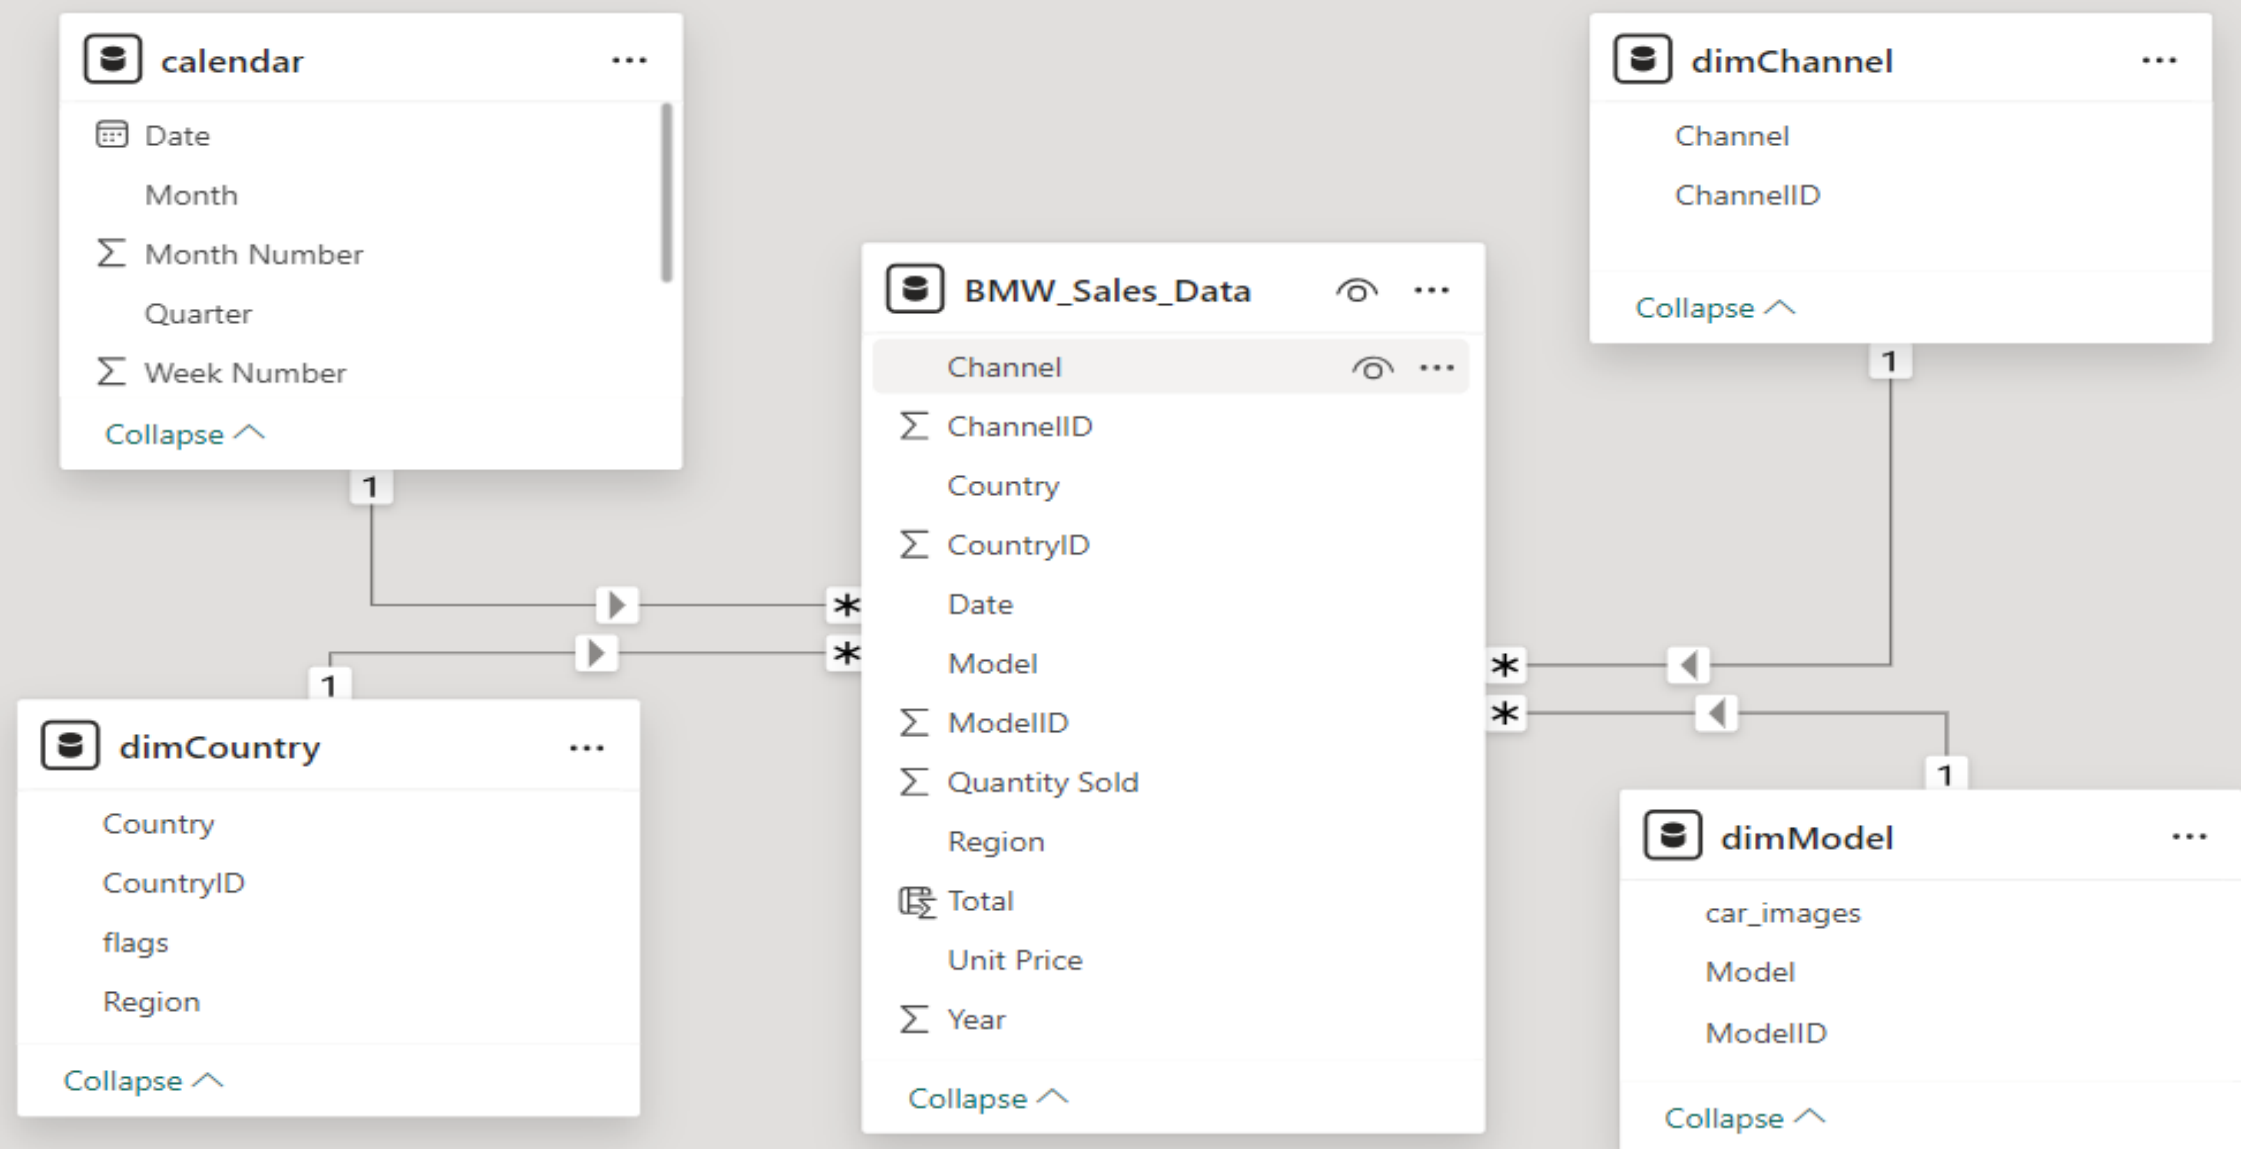 calendar
Date
Month
Month Number
Quarter
Week Number
Collapse
1
dimCountry
Country
CountryID
flags
Region
Collapse
1
*
*
BMW_Sales_Data
Channel
ChannelID
Country
CountryID
Date
Model
ModelID
Quantity Sold
Region
Total
Unit Price
Year
Collapse
dimChannel
Channel
ChannelID
Collapse
1
*
*
1
dimModel
car_images
Model
ModelID
Collapse